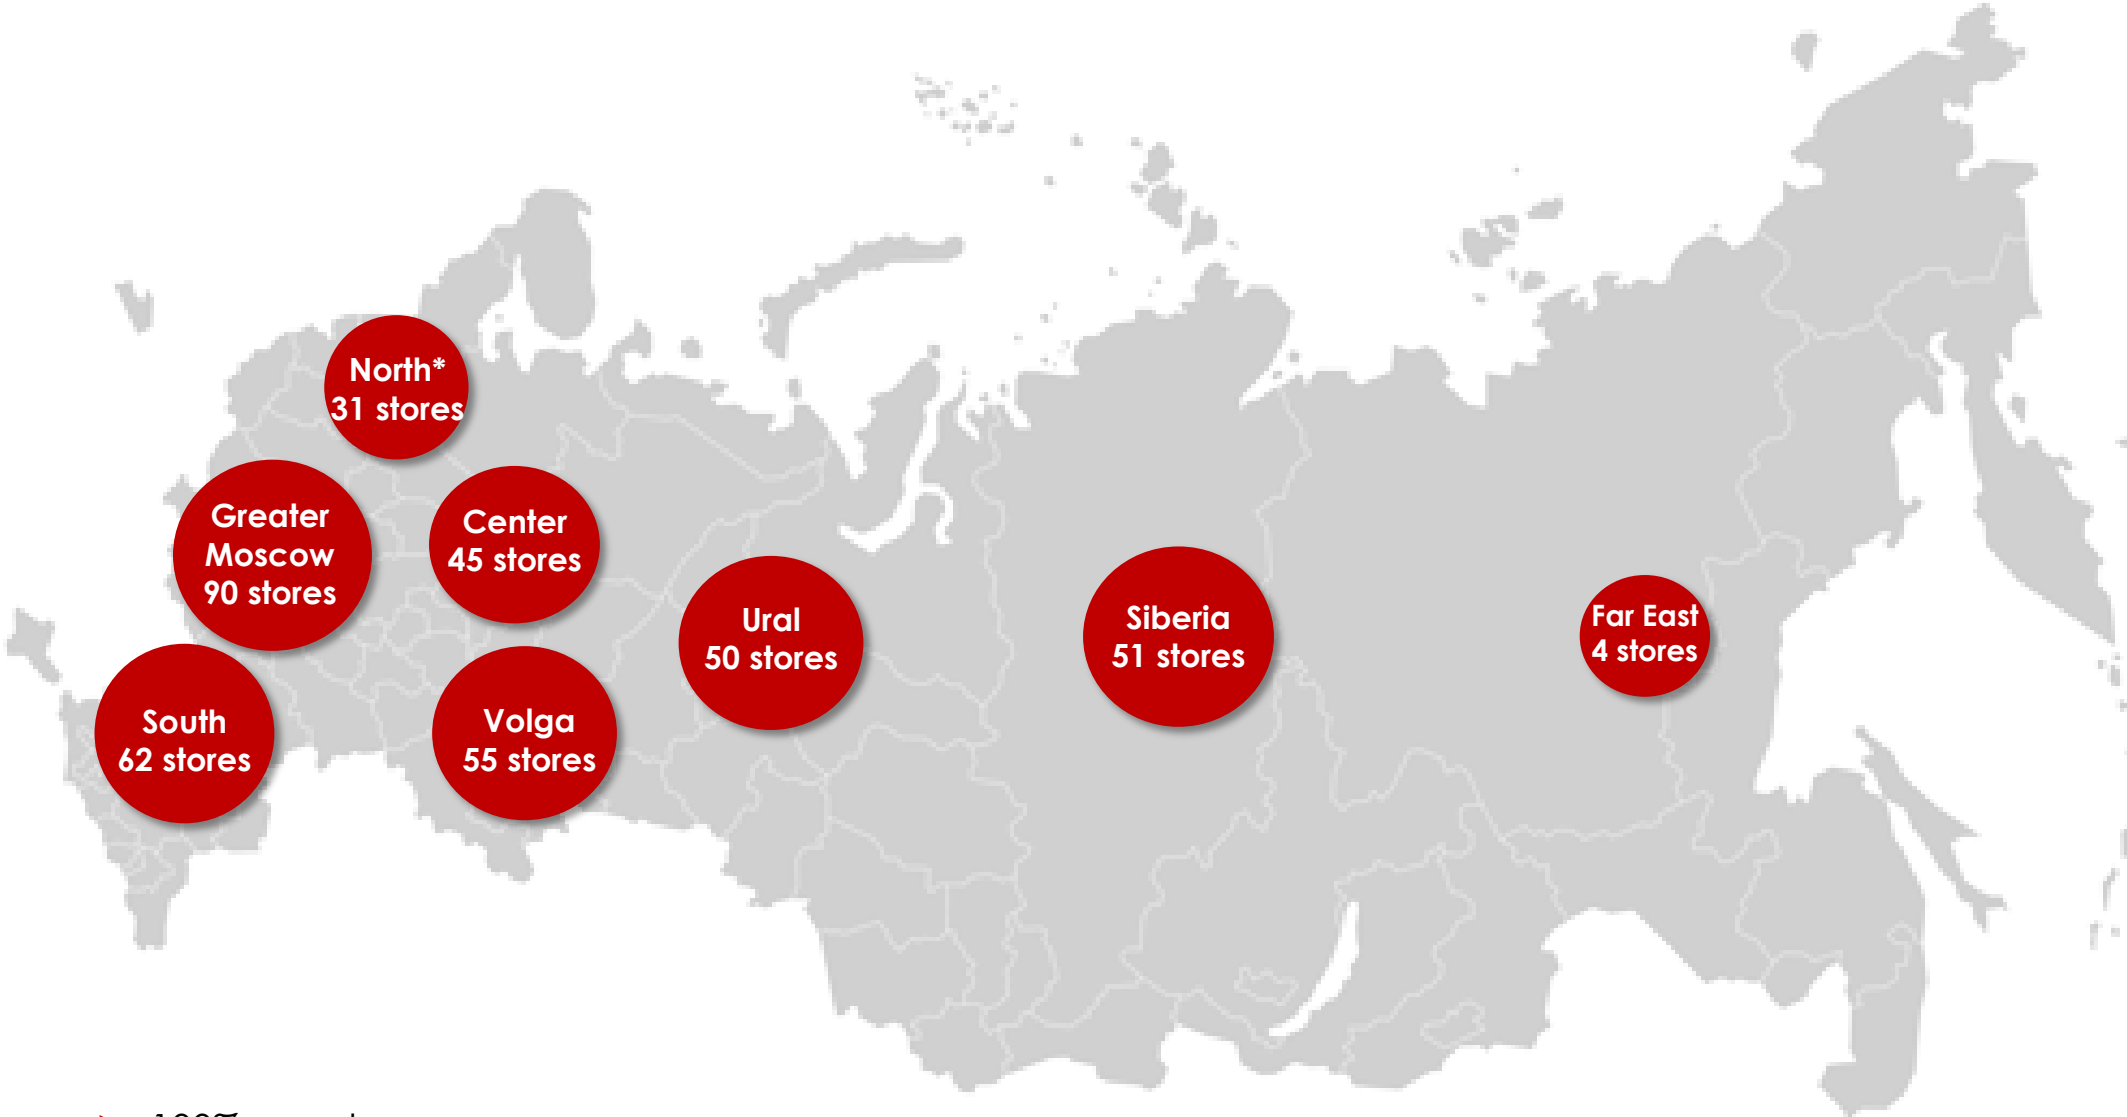 North*
31 stores
Greater
Moscow
90 stores
Center
45 stores
Ural
50 stores
Siberia
51 stores
Far East
4 stores
South
62 stores
Volga
55 stores
100%